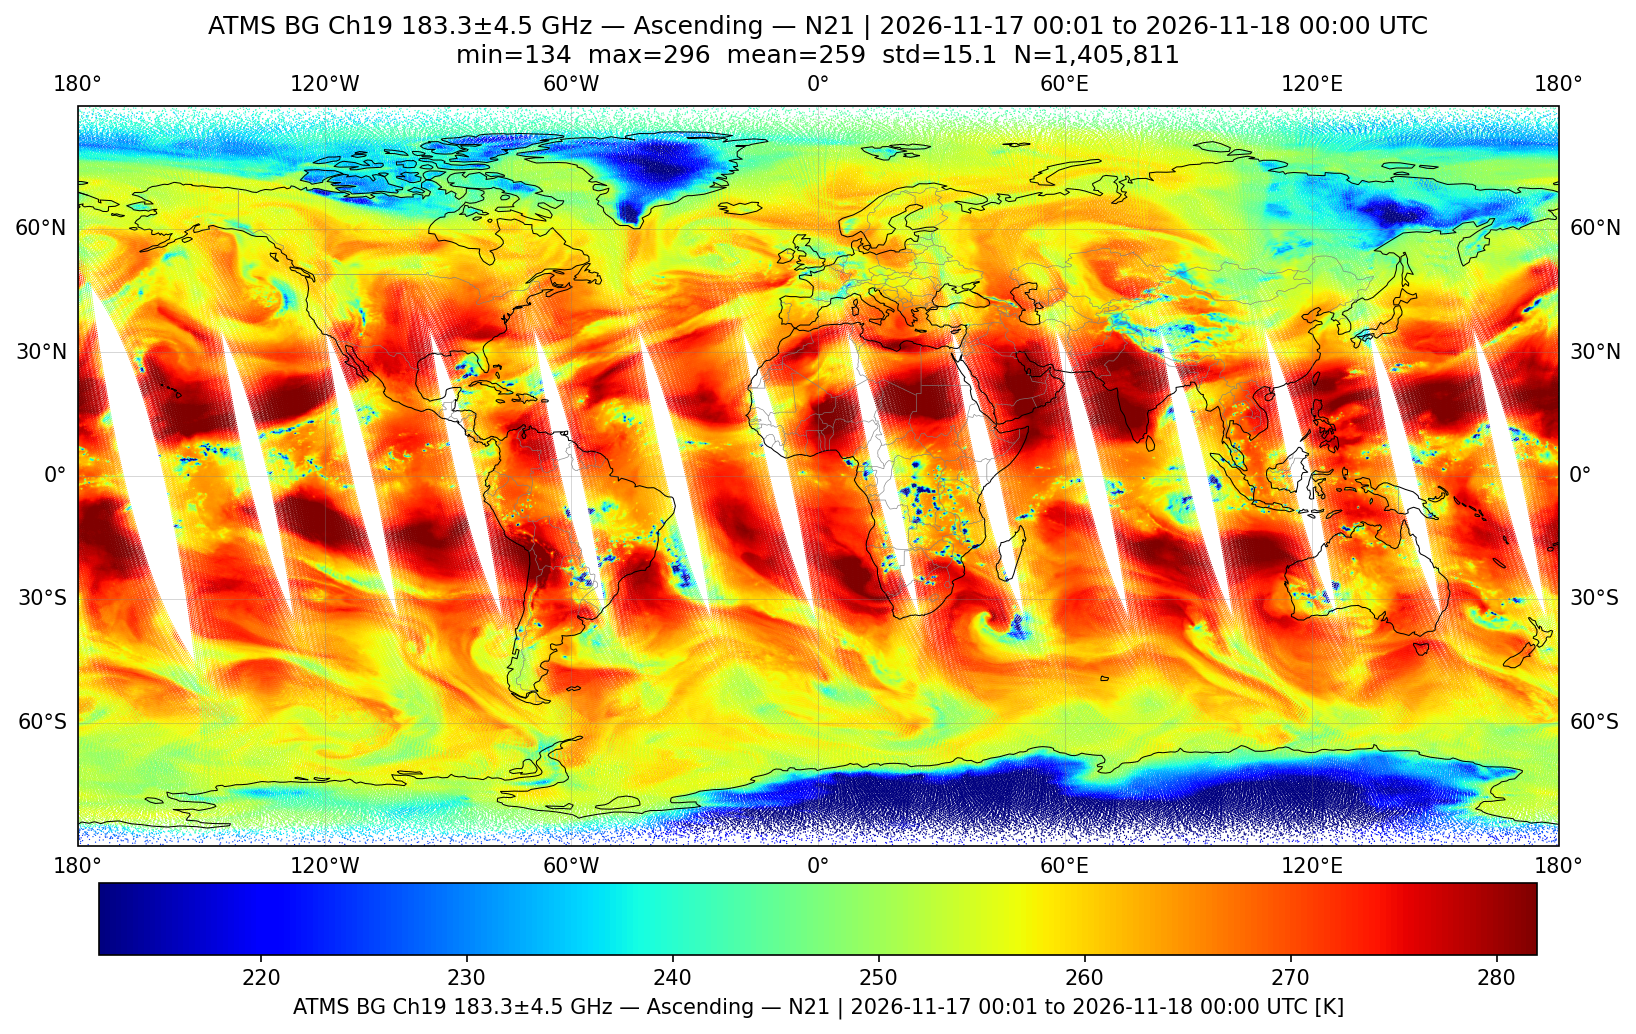 ATMS BG Ch19 183.3±4.5 GHz — Ascending — N21 | 2026-11-17 00:01 to 2026-11-18 00:00 UTC
min=134 max=296 mean=259 std=15.1 N=1,405,811
180° 120°W 60°W 0° 60°E 120°E 180°
60°N 60°N
30°N 30°N
0° 0°
30°S 30°S
60°S 60°S
180° 120°W 60°W 0° 60°E 120°E 180°
220 230 240 250 260 270 280
ATMS BG Ch19 183.3±4.5 GHz — Ascending — N21 | 2026-11-17 00:01 to 2026-11-18 00:00 UTC [K]